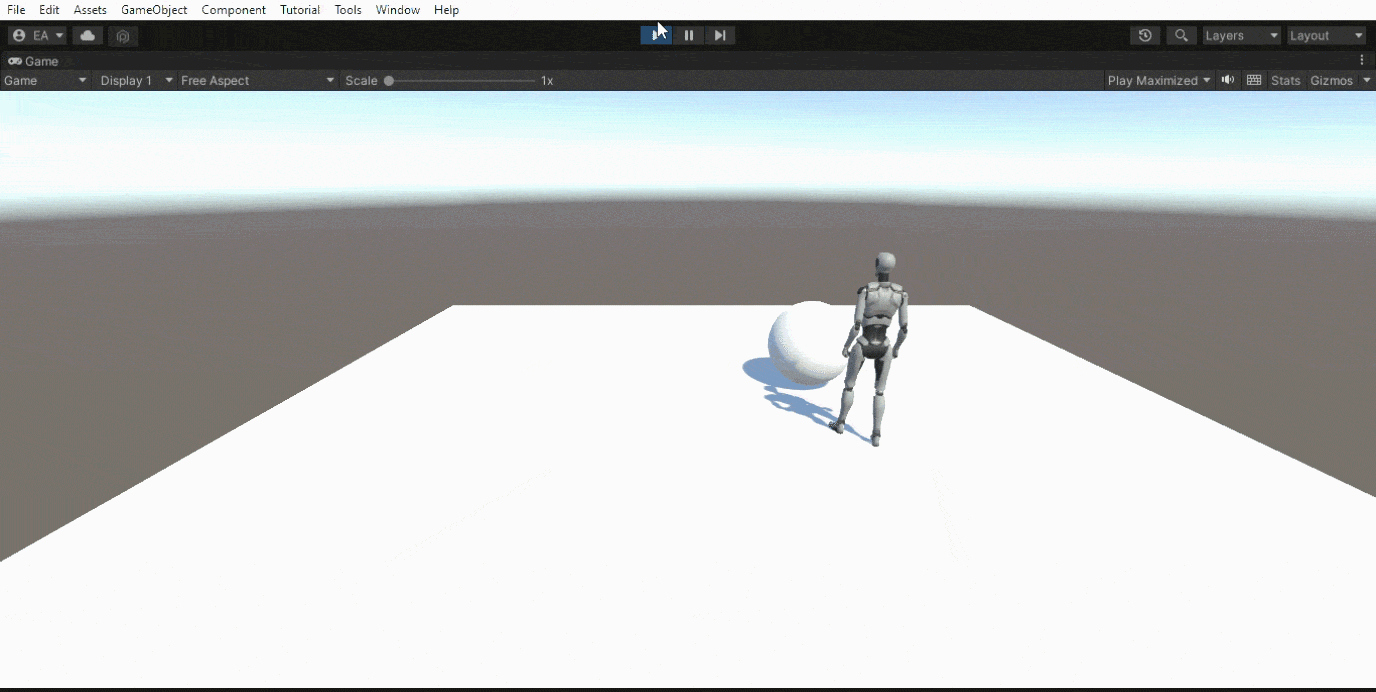 File Edit Assets GameObject Component Tutorial Tools Window Help
EA Layers Layout
Game
Game Display 1 Free Aspect Scale 1x Play Maximized Stats Gizmos